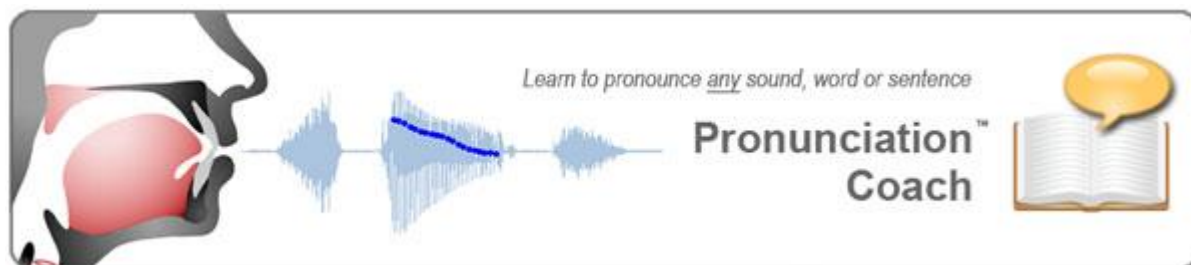 Learn to pronounce any sound, word or sentence
Pronunciation™
Coach